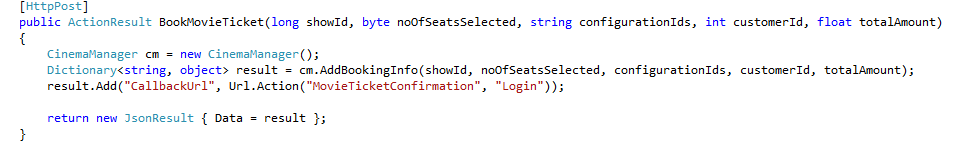 [HttpPost]
public ActionResult BookMovieTicket(long showId, byte noOfSeatsSelected, string configurationIds, int customerId, float totalAmount)
{
CinemaManager cm = new CinemaManager();
Dictionary<string, object> result = cm.AddBookingInfo(showId, noOfSeatsSelected, configurationIds, customerId, totalAmount);
result.Add("CallbackUrl", Url.Action("MovieTicketConfirmation", "Login"));
return new JsonResult { Data = result };
}